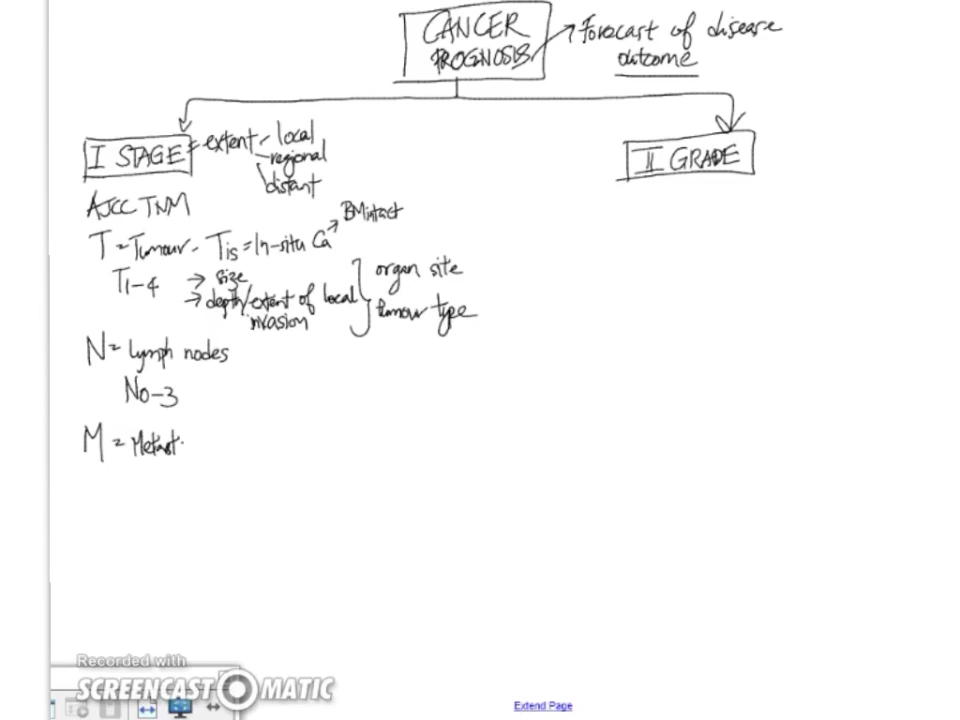 CANCER
PROGNOSIS
Forecast of disease
outcome
I STAGE = extent - local
- regional
distant
II GRADE
AJCC TNM
T = Tumour - Tis = In-situ Ca → BM intact
T1-4 → size
→ depth/extent of local
invasion
organ site
tumour type
N = Lymph nodes
N0-3
M = Metast
Recorded with
SCREENCAST O MATIC
Extend Page